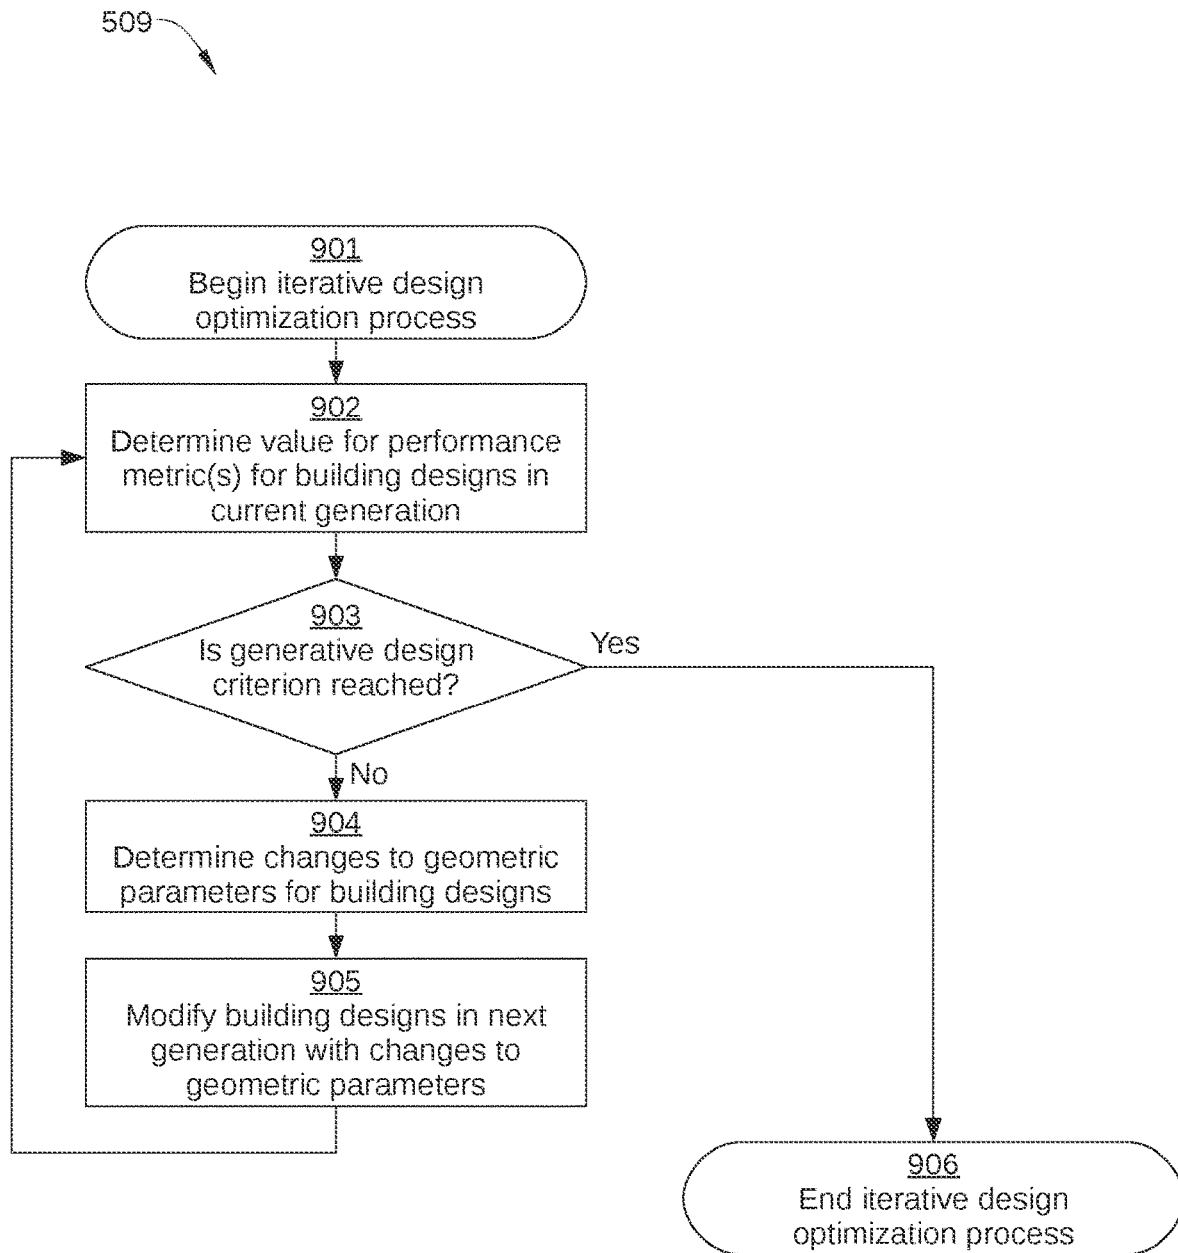 509
901
Begin iterative design
optimization process
902
Determine value for performance
metric(s) for building designs in
current generation
903
Is generative design
criterion reached?
Yes
No
904
Determine changes to geometric
parameters for building designs
905
Modify building designs in next
generation with changes to
geometric parameters
906
End iterative design
optimization process